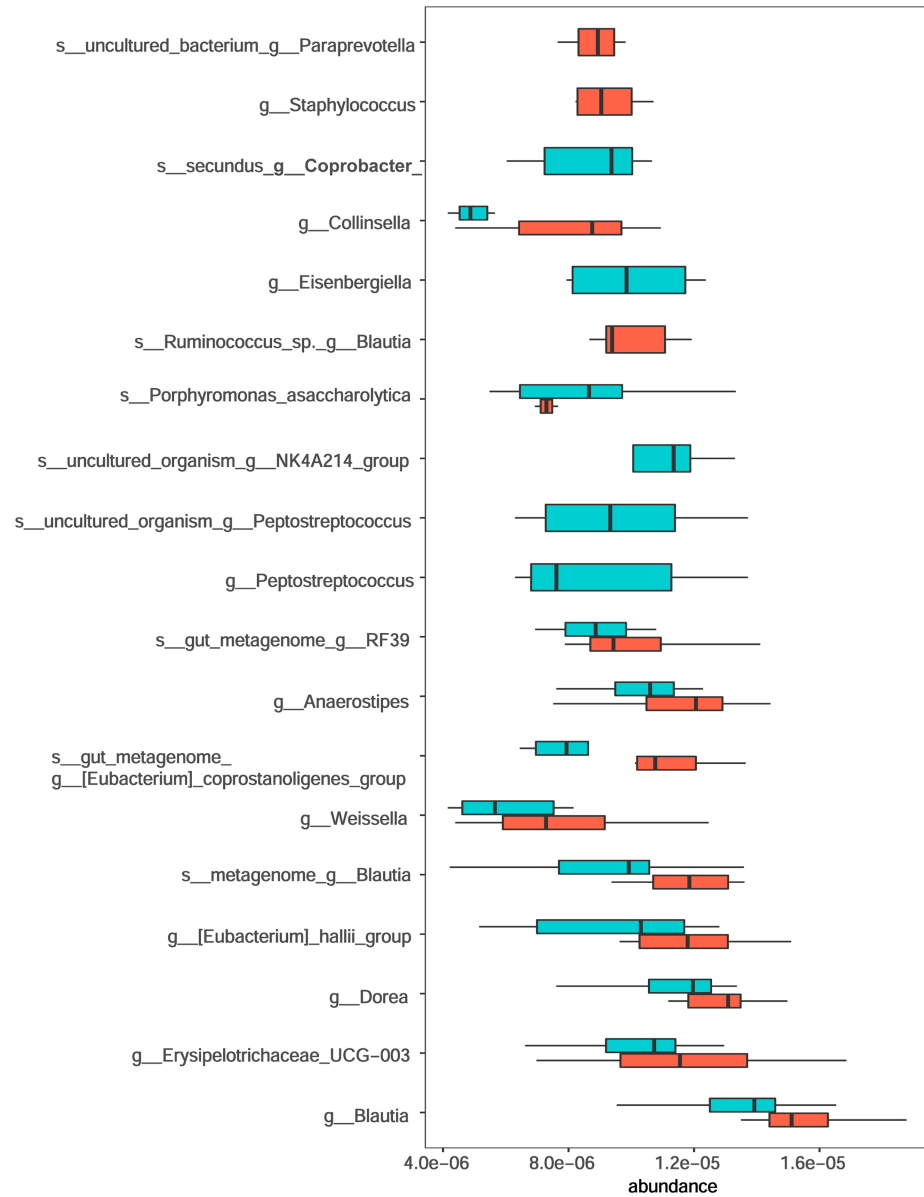 s__uncultured_bacterium_g__Paraprevotella
g__Staphylococcus
s__secundus_g__Coprobacter_
g__Collinsella
g__Eisenbergiella
s__Ruminococcus_sp._g__Blautia
s__Porphyromonas_asaccharolytica
s__uncultured_organism_g__NK4A214_group
s__uncultured_organism_g__Peptostreptococcus
g__Peptostreptococcus
s__gut_metagenome_g__RF39
g__Anaerostipes
s__gut_metagenome_
g__[Eubacterium]_coprostanoligenes_group
g__Weissella
s__metagenome_g__Blautia
g__[Eubacterium]_hallii_group
g__Dorea
g__Erysipelotrichaceae_UCG−003
g__Blautia
4.0e-06 8.0e-06 1.2e-05 1.6e-05
abundance